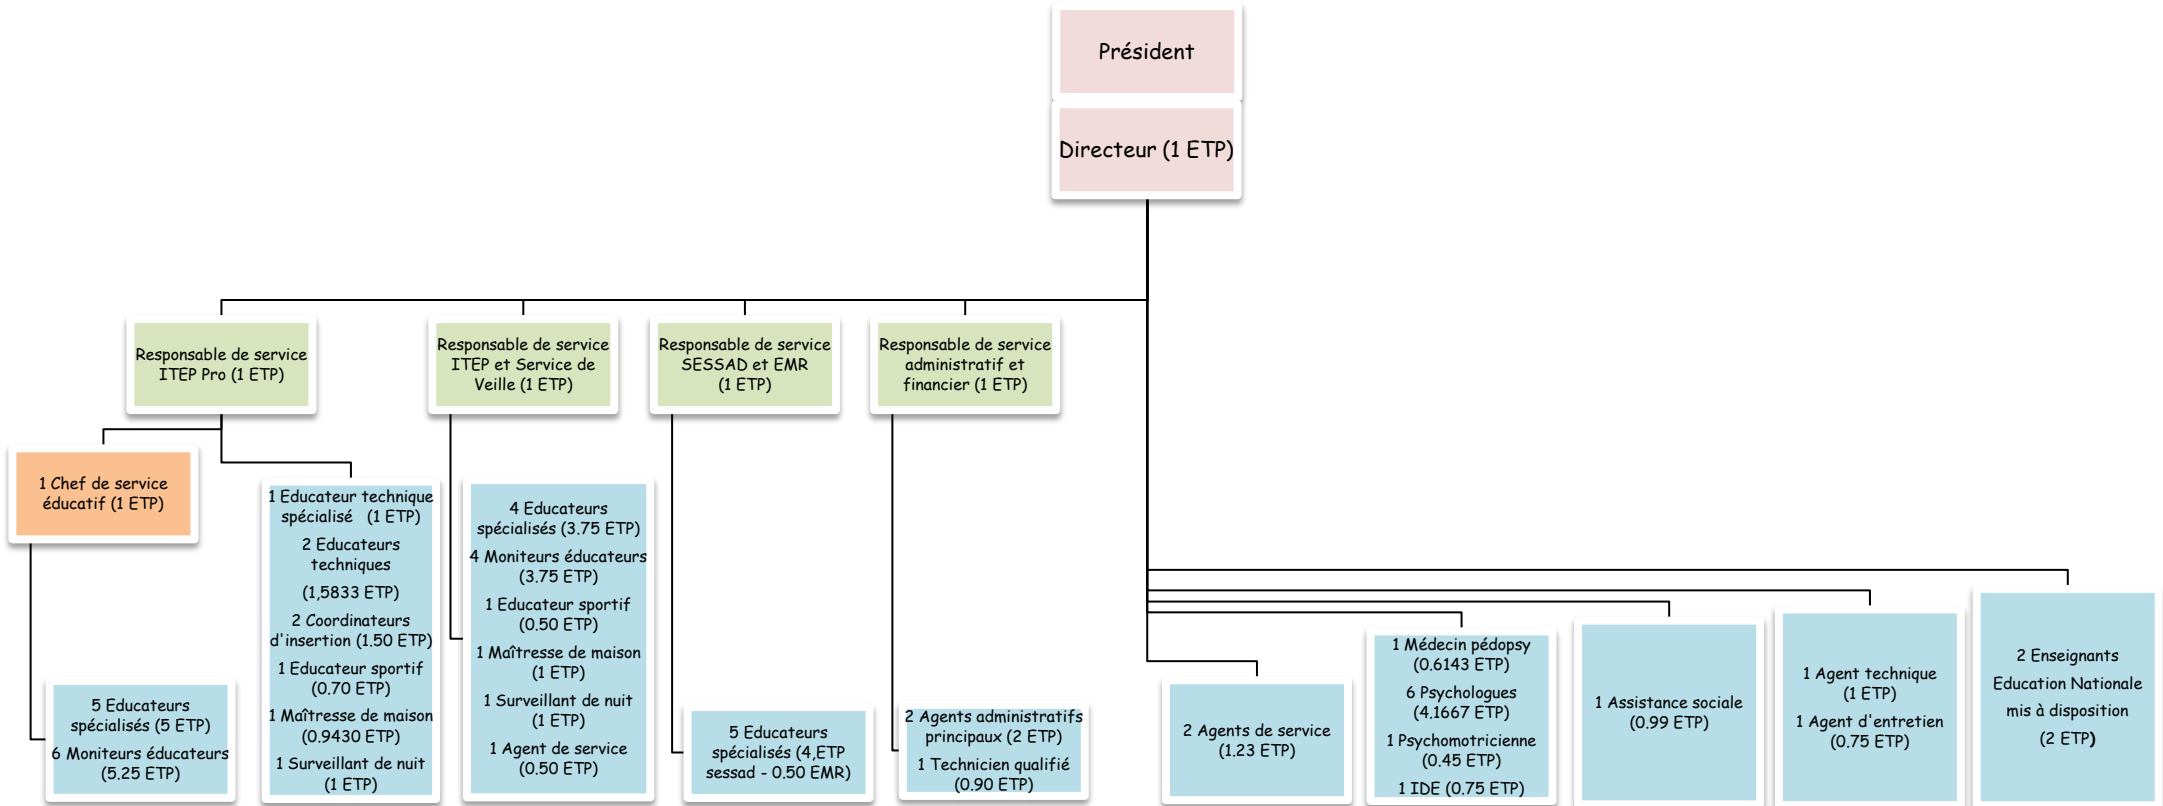 Président
Directeur (1 ETP)
Responsable de service
ITEP Pro (1 ETP)
Responsable de service
ITEP et Service de
Veille (1 ETP)
Responsable de service
SESSAD et EMR
(1 ETP)
Responsable de service
administratif et
financier (1 ETP)
1 Chef de service
éducatif (1 ETP)
5 Educateurs
spécialisés (5 ETP)
6 Moniteurs éducateurs
(5.25 ETP)
1 Educateur technique
spécialisé (1 ETP)
2 Educateurs
techniques
(1,5833 ETP)
2 Coordinateurs
d'insertion (1.50 ETP)
1 Educateur sportif
(0.70 ETP)
1 Maîtresse de maison
(0.9430 ETP)
1 Surveillant de nuit
(1 ETP)
4 Educateurs
spécialisés (3.75 ETP)
4 Moniteurs éducateurs
(3.75 ETP)
1 Educateur sportif
(0.50 ETP)
1 Maîtresse de maison
(1 ETP)
1 Surveillant de nuit
(1 ETP)
1 Agent de service
(0.50 ETP)
5 Educateurs
spécialisés (4,ETP
sessad - 0.50 EMR)
2 Agents administratifs
principaux (2 ETP)
1 Technicien qualifié
(0.90 ETP)
2 Agents de service
(1.23 ETP)
1 Médecin pédopsy
(0.6143 ETP)
6 Psychologues
(4.1667 ETP)
1 Psychomotricienne
(0.45 ETP)
1 IDE (0.75 ETP)
1 Assistance sociale
(0.99 ETP)
1 Agent technique
(1 ETP)
1 Agent d'entretien
(0.75 ETP)
2 Enseignants
Education Nationale
mis à disposition
(2 ETP)